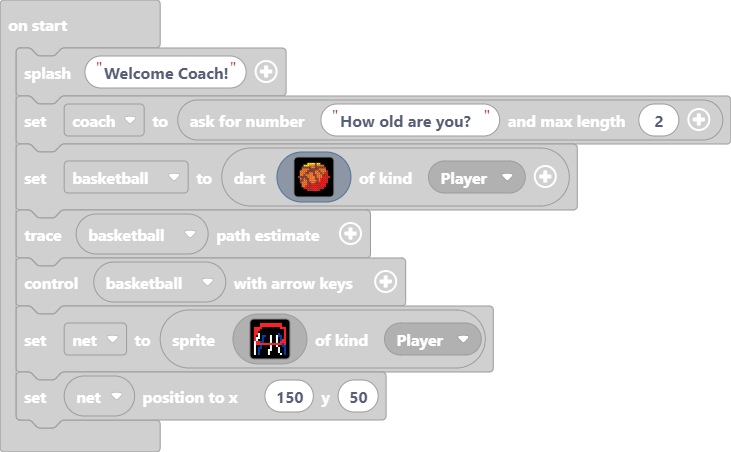 on start
splash "Welcome Coach!"
set coach to ask for number "How old are you? " and max length 2
set basketball to dart of kind Player
trace basketball path estimate
control basketball with arrow keys
set net to sprite of kind Player
set net position to x 150 y 50